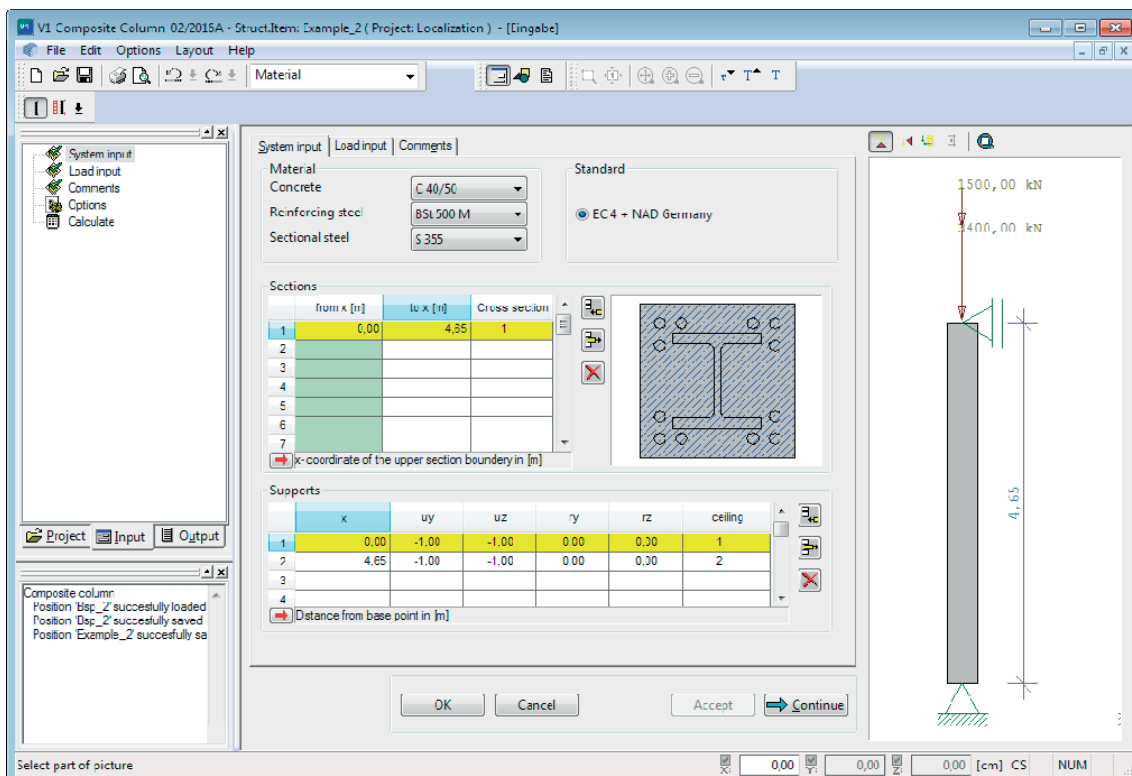 V1 Composite Column 02/2015A - Struct.Item: Example_2 ( Project: Localization ) - [Eingabe]
File Edit Options Layout Help
Material
System input
Load input
Comments
Options
Calculate
Project Input Output
Composite column
Position 'Bsp_2' succesfully loaded
Position 'Bsp_2' succesfully saved
Position 'Example_2' succesfully sa
System input Load input Comments
Material
Concrete C 40/50
Reinforcing steel BSt 500 M
Sectional steel S 355
Standard
EC 4 + NAD Germany
Sections
from x [m] to x [m] Cross section
1 0,00 4,65 1
2
3
4
5
6
7
x-coordinate of the upper section boundery in [m]
Supports
x uy uz ry rz ceiling
1 0,00 -1,00 -1,00 0,00 0,00 1
2 4,65 -1,00 -1,00 0,00 0,00 2
3
4
Distance from base point in [m]
OK Cancel Accept Continue
1500,00 kN
3400,00 kN
4,65
Select part of picture
X: 0,00 Y: 0,00 Z: 0,00 [cm] CS NUM